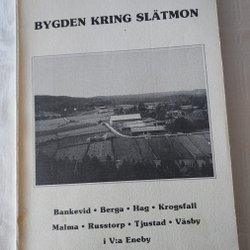 BYGDEN KRING SLÄTMON
Bankevid • Berga • Hag • Krogsfall
Malma • Russtorp • Tjustad • Väsby
i V:a Eneby